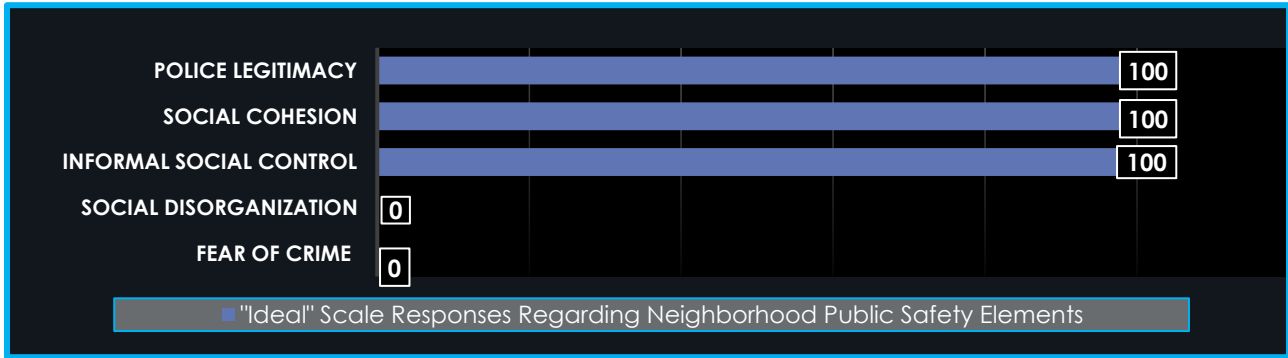 POLICE LEGITIMACY 100
SOCIAL COHESION 100
INFORMAL SOCIAL CONTROL 100
SOCIAL DISORGANIZATION 0
FEAR OF CRIME 0
"Ideal" Scale Responses Regarding Neighborhood Public Safety Elements